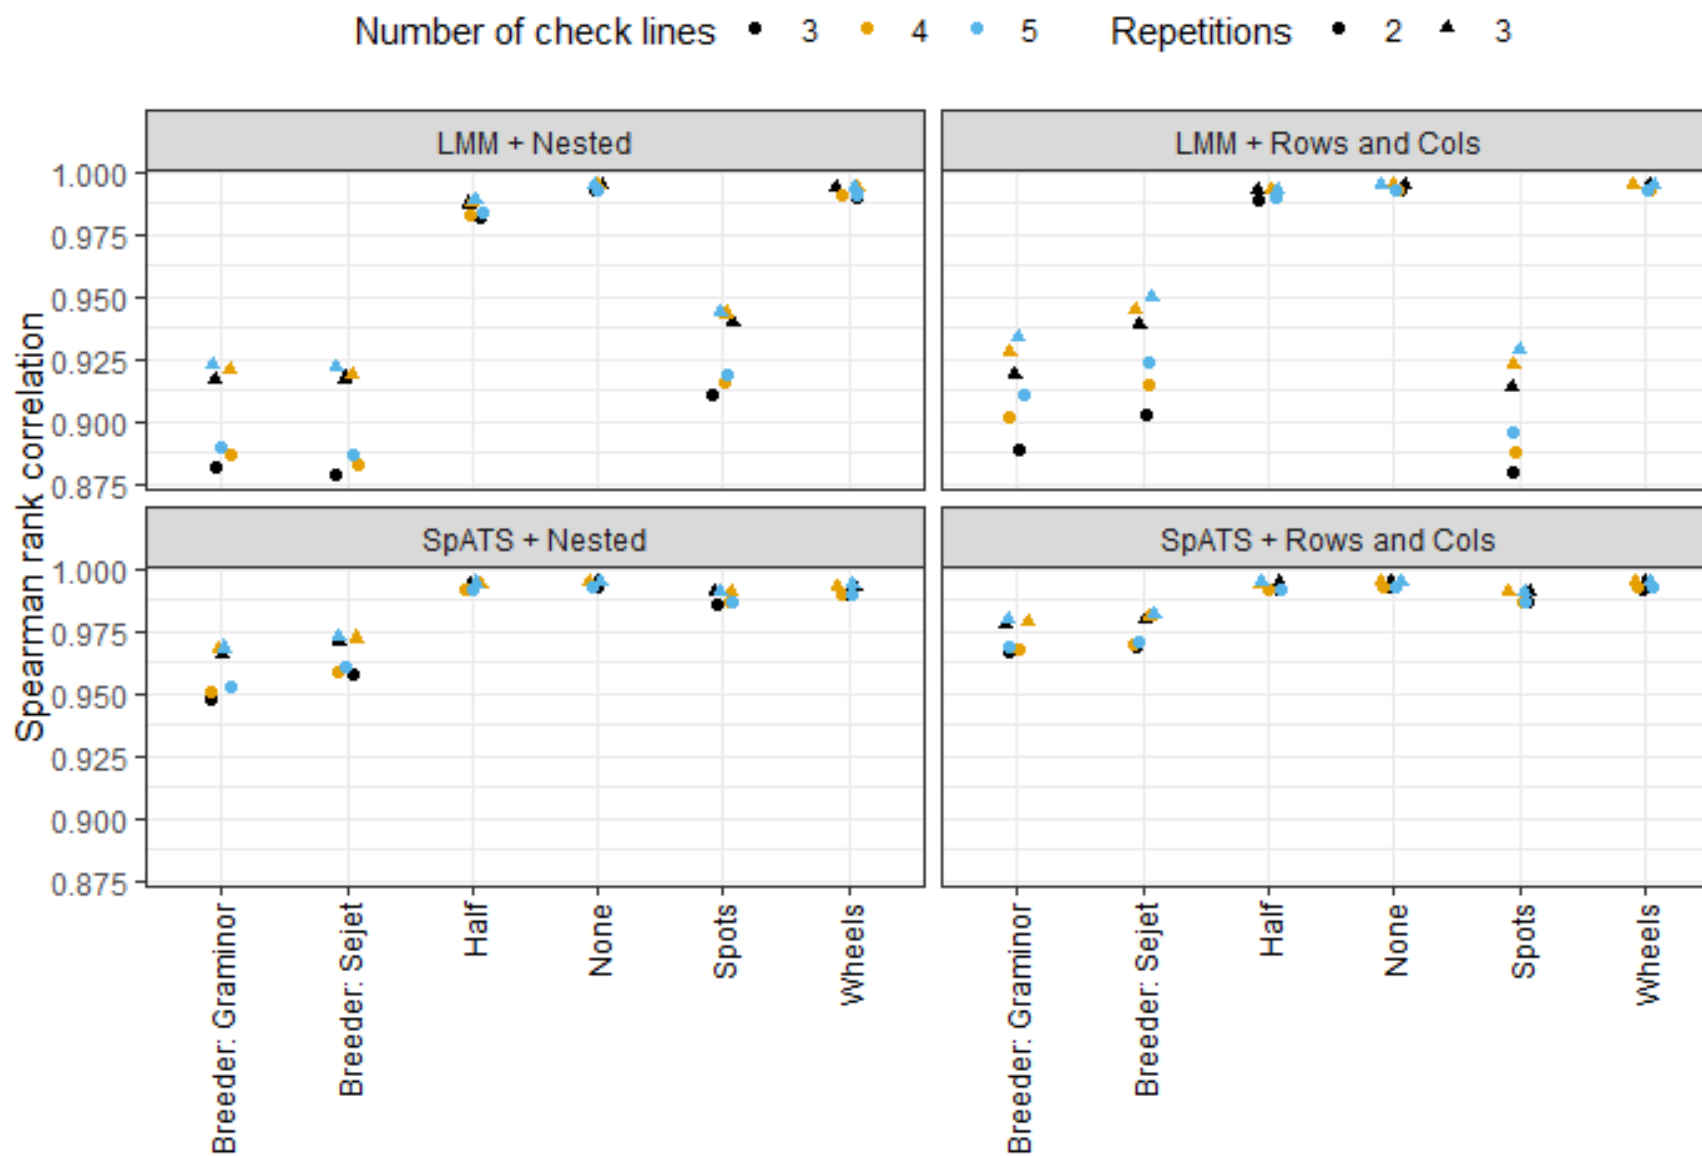 Number of check lines 3 4 5 Repetitions 2 3
LMM + Nested
LMM + Rows and Cols
1.000
0.975
0.950
0.925
0.900
0.875
SpATS + Nested
SpATS + Rows and Cols
1.000
0.975
0.950
0.925
0.900
0.875
Spearman rank correlation
Breeder: Graminor
Breeder: Sejet
Half
None
Spots
Wheels
Breeder: Graminor
Breeder: Sejet
Half
None
Spots
Wheels